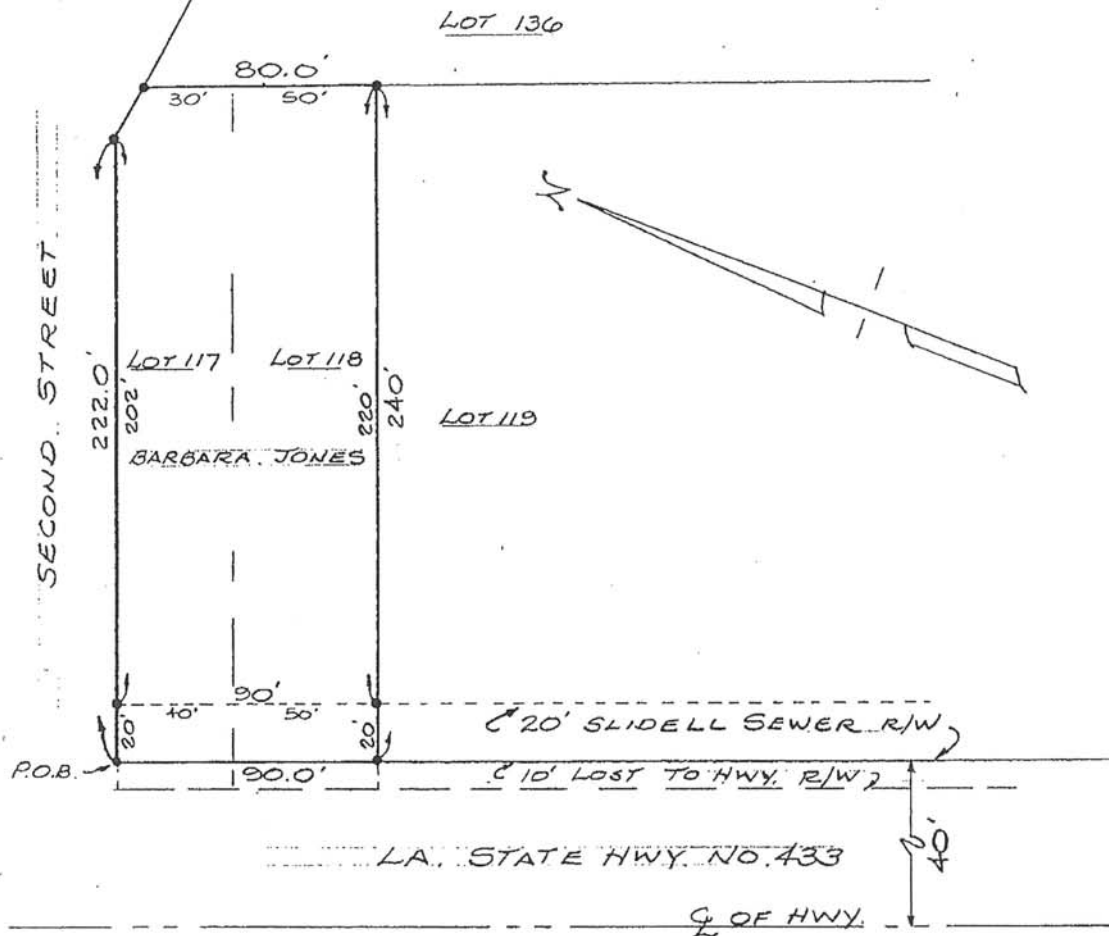 LOT 136
80.0'
30' 50'
SECOND. STREET.
LOT 117 LOT 118
222.0' 202' 220' 240'
LOT 119
BARBARA. JONES
N
90'
40' 50'
20' 20'
20' SLIDELL SEWER R/W
P.O.B.
90.0'
10' LOST TO HWY. R/W
LA. STATE HWY. NO. 433
40'
℄ OF HWY.